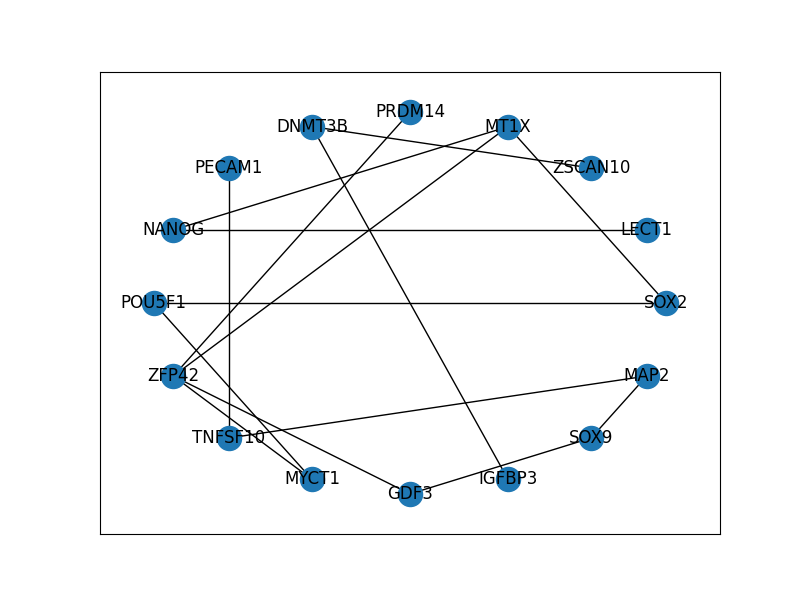 PRDM14
DNMT3B
MT1X
PECAM1
ZSCAN10
NANOG
LECT1
POU5F1
SOX2
ZFP42
MAP2
TNFSF10
SOX9
MYCT1
IGFBP3
GDF3